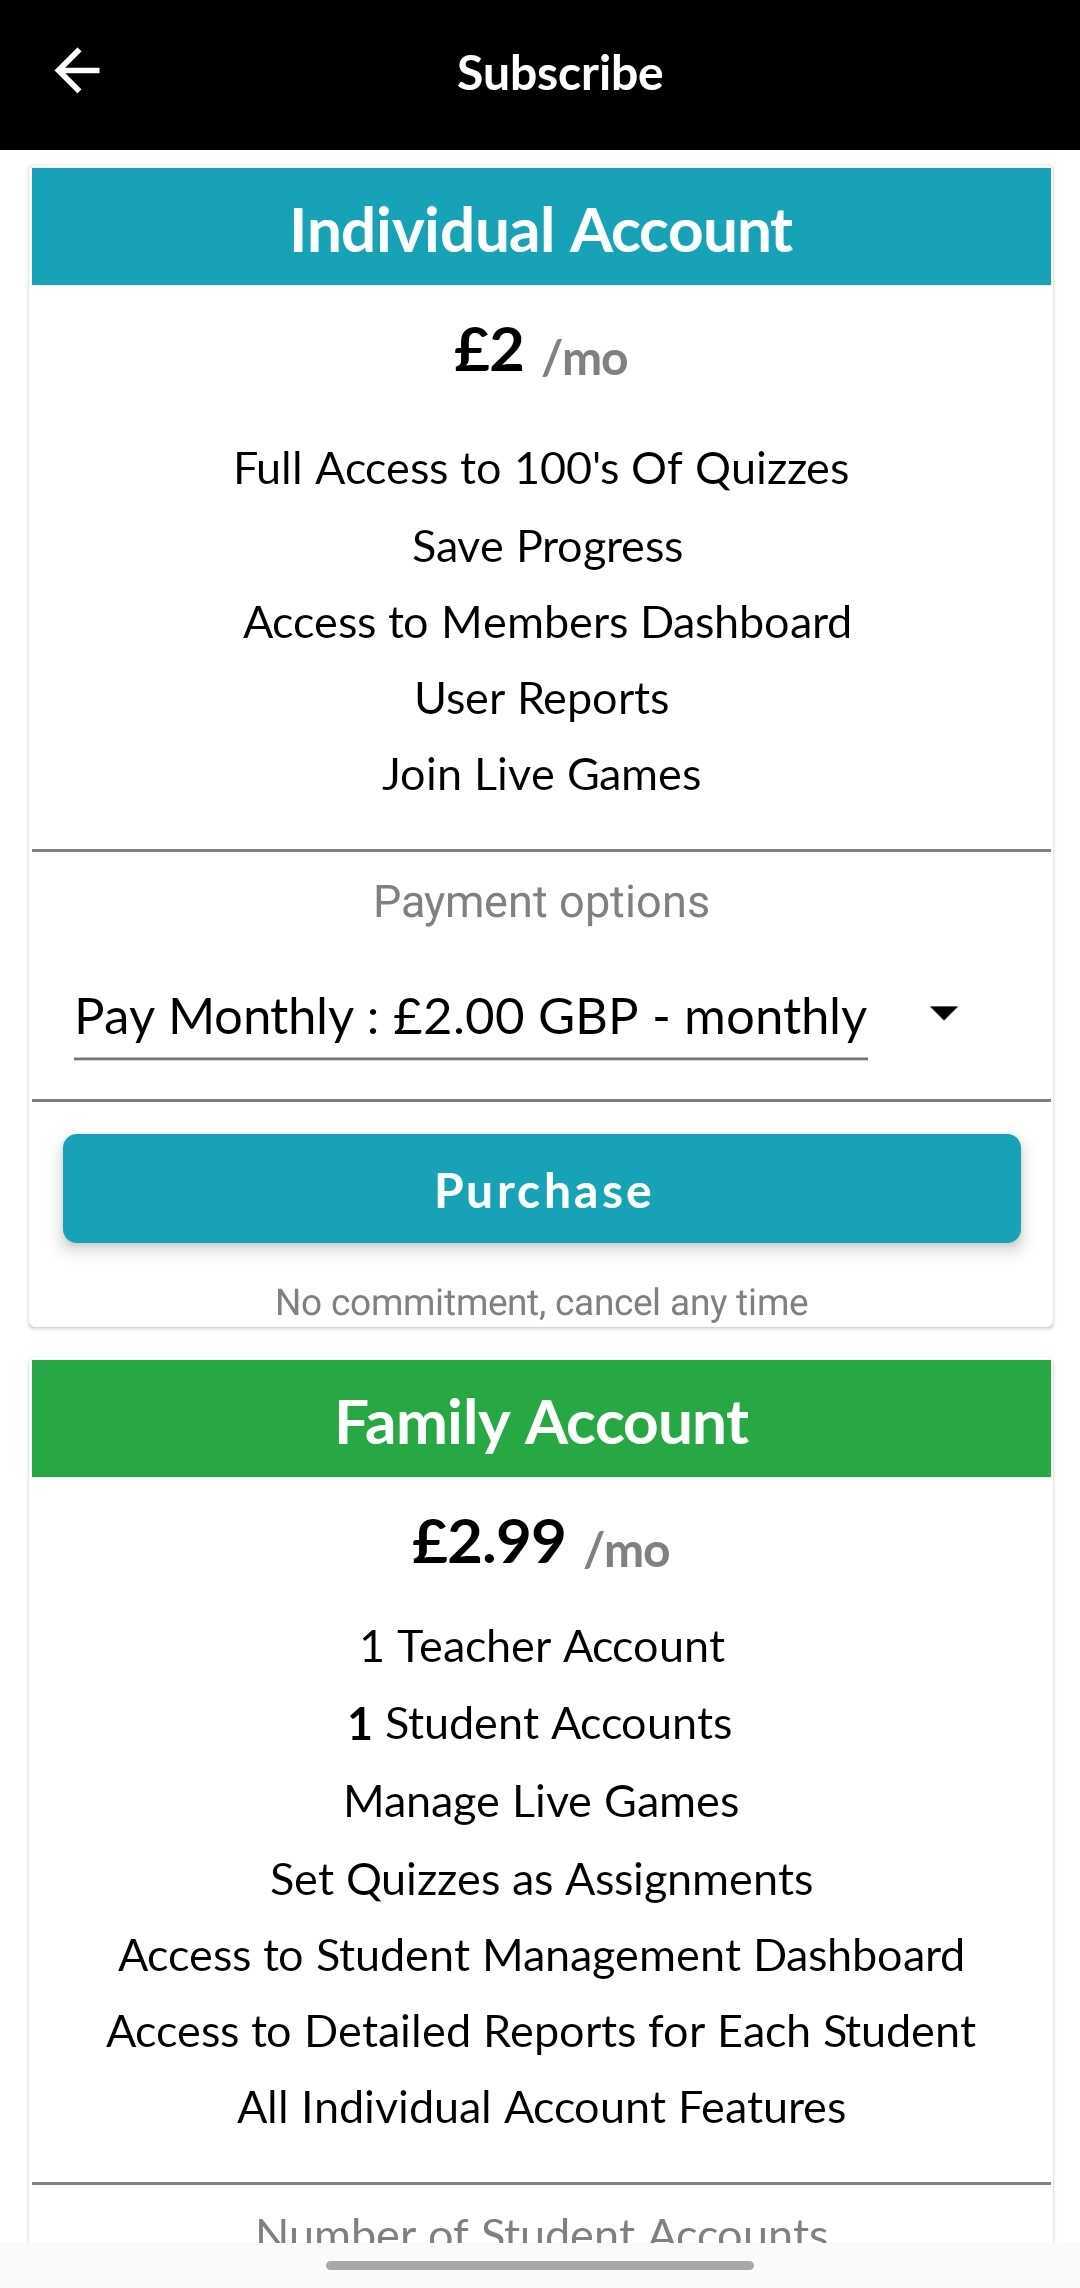 Subscribe
Individual Account
£2 /mo
Full Access to 100's Of Quizzes
Save Progress
Access to Members Dashboard
User Reports
Join Live Games
Payment options
Pay Monthly : £2.00 GBP - monthly
Purchase
No commitment, cancel any time
Family Account
£2.99 /mo
1 Teacher Account
1 Student Accounts
Manage Live Games
Set Quizzes as Assignments
Access to Student Management Dashboard
Access to Detailed Reports for Each Student
All Individual Account Features
Number of Student Accounts